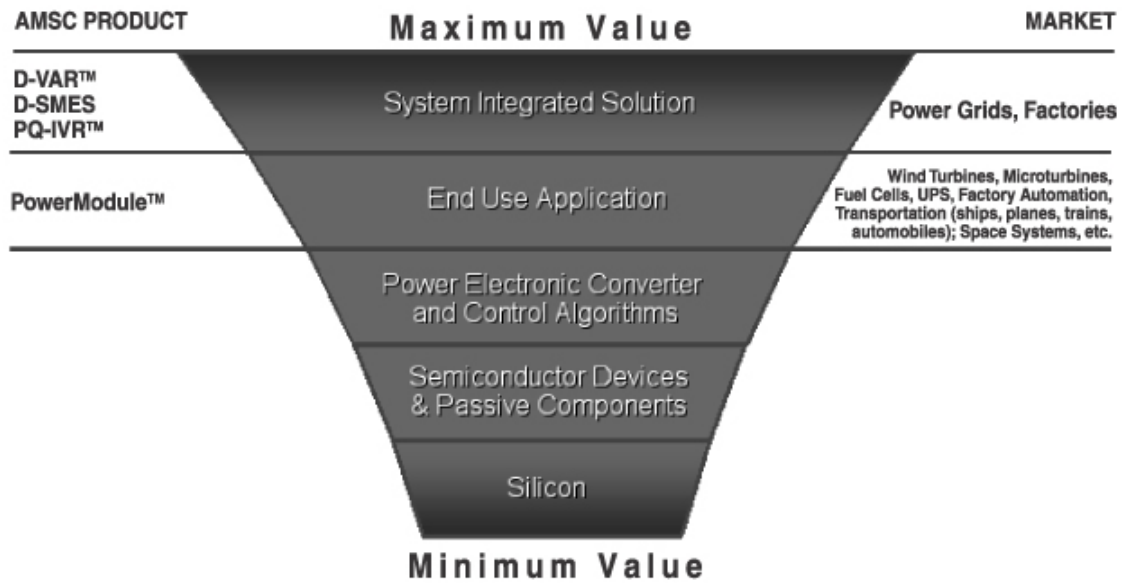 AMSC PRODUCT
Maximum Value
MARKET
D-VAR™
D-SMES
PQ-IVR™
System Integrated Solution
Power Grids, Factories
PowerModule™
End Use Application
Wind Turbines, Microturbines,
Fuel Cells, UPS, Factory Automation,
Transportation (ships, planes, trains,
automobiles); Space Systems, etc.
Power Electronic Converter
and Control Algorithms
Semiconductor Devices
& Passive Components
Silicon
Minimum Value